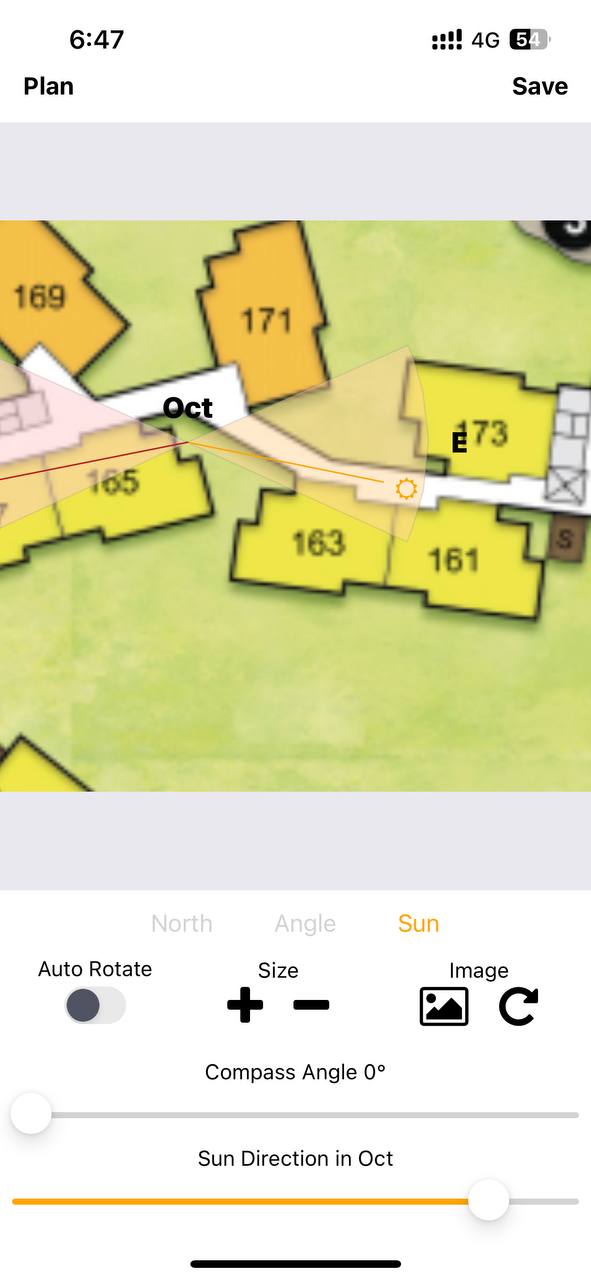 6:47
4G 54
Plan
Save
169
171
Oct
E
173
165
163
161
S
North
Angle
Sun
Auto Rotate
Size
Image
Compass Angle 0°
Sun Direction in Oct